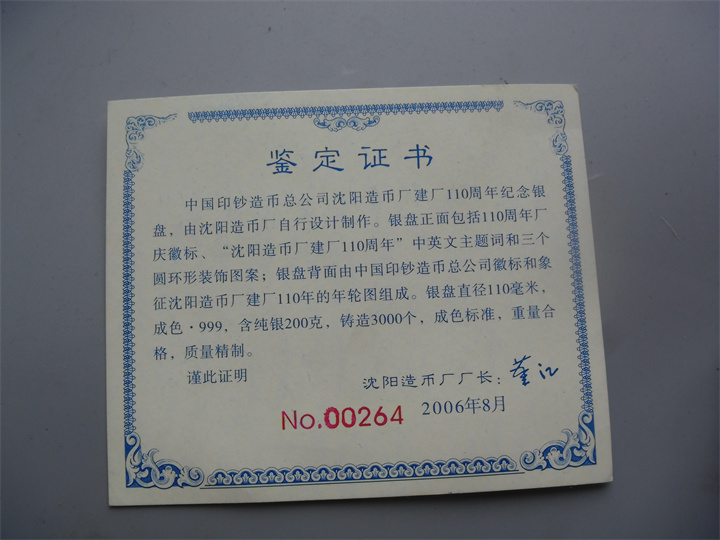 鉴定证书
中国印钞造币总公司沈阳造币厂建厂110周年纪念银
盘，由沈阳造币厂自行设计制作。银盘正面包括110周年厂
庆徽标、“沈阳造币厂建厂110周年”中英文主题词和三个
圆环形装饰图案；银盘背面由中国印钞造币总公司徽标和象
征沈阳造币厂建厂110年的年轮图组成。银盘直径110毫米，
成色·999，含纯银200克，铸造3000个，成色标准，重量合
格，质量精制。
谨此证明
沈阳造币厂厂长：
No.00264 2006年8月